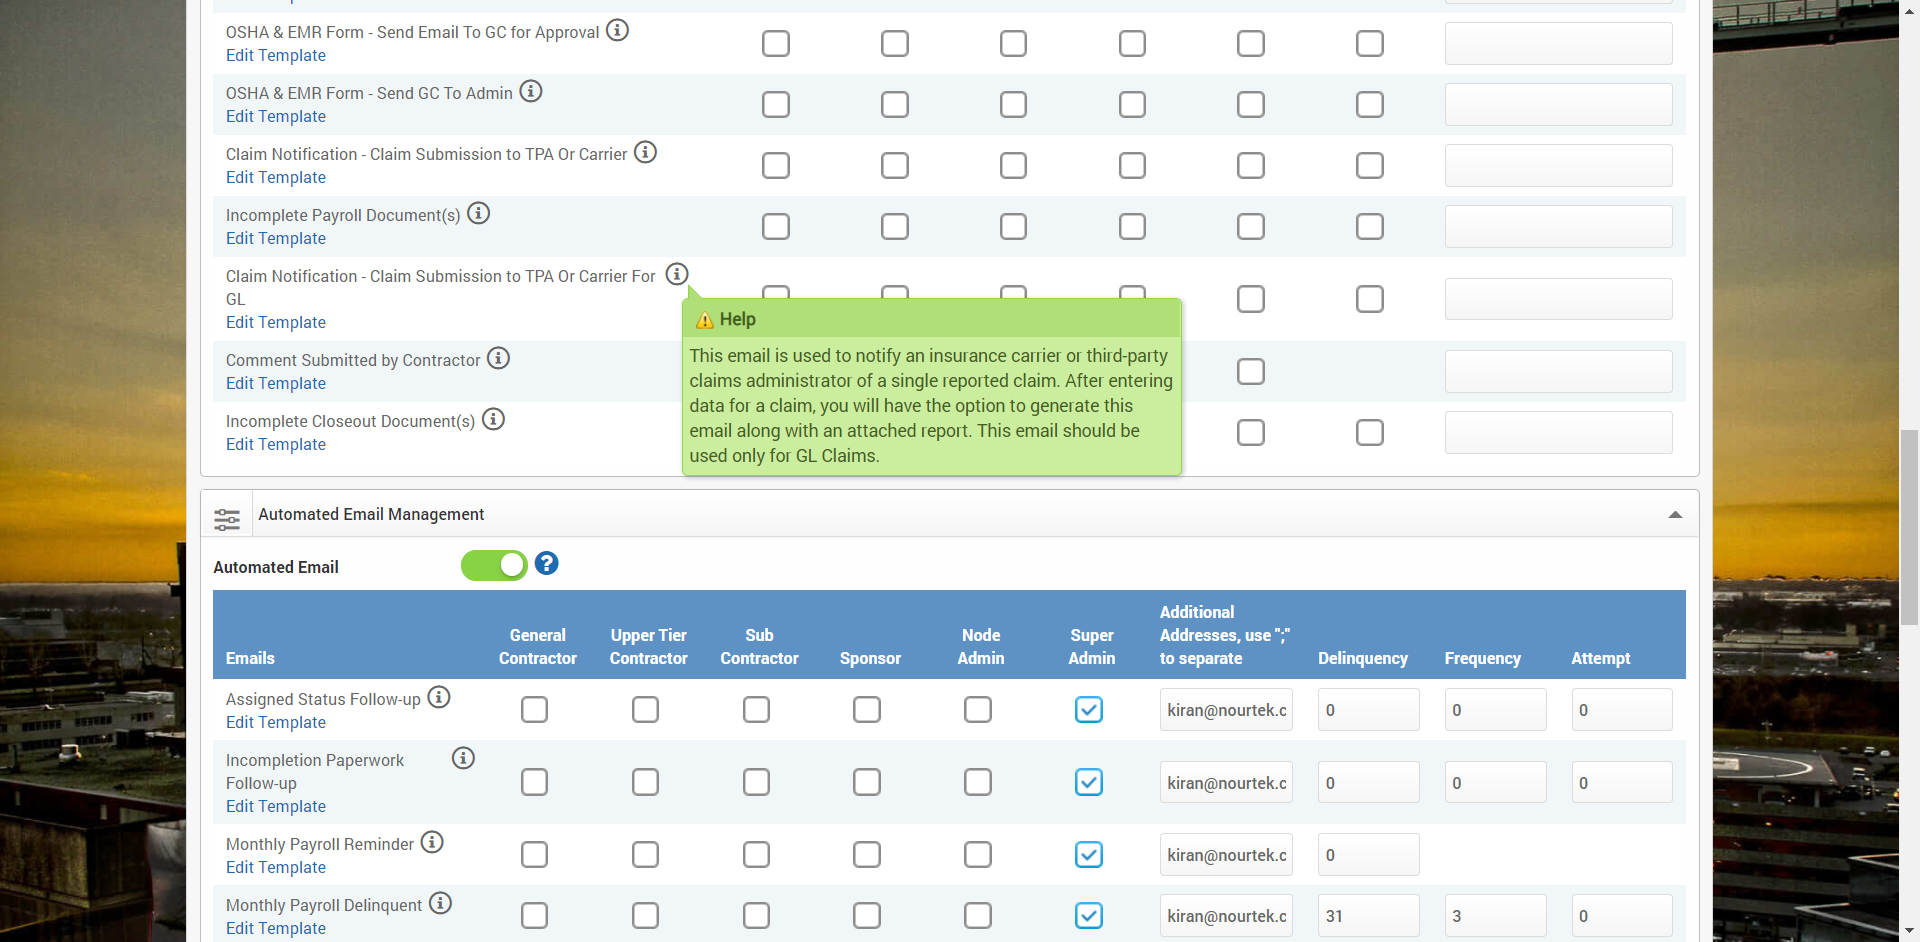 OSHA & EMR Form - Send Email To GC for Approval
Edit Template
OSHA & EMR Form - Send GC To Admin
Edit Template
Claim Notification - Claim Submission to TPA Or Carrier
Edit Template
Incomplete Payroll Document(s)
Edit Template
Claim Notification - Claim Submission to TPA Or Carrier For
GL
Edit Template
Comment Submitted by Contractor
Edit Template
Incomplete Closeout Document(s)
Edit Template
Help
This email is used to notify an insurance carrier or third-party
claims administrator of a single reported claim. After entering
data for a claim, you will have the option to generate this
email along with an attached report. This email should be
used only for GL Claims.
Automated Email Management
Automated Email
Emails
General
Contractor
Upper Tier
Contractor
Sub
Contractor
Sponsor
Node
Admin
Super
Admin
Additional
Addresses, use ";"
to separate
Delinquency
Frequency
Attempt
Assigned Status Follow-up
Edit Template
kiran@nourtek.c
0
0
0
Incompletion Paperwork
Follow-up
Edit Template
kiran@nourtek.c
0
0
0
Monthly Payroll Reminder
Edit Template
kiran@nourtek.c
0
Monthly Payroll Delinquent
Edit Template
kiran@nourtek.c
31
3
0